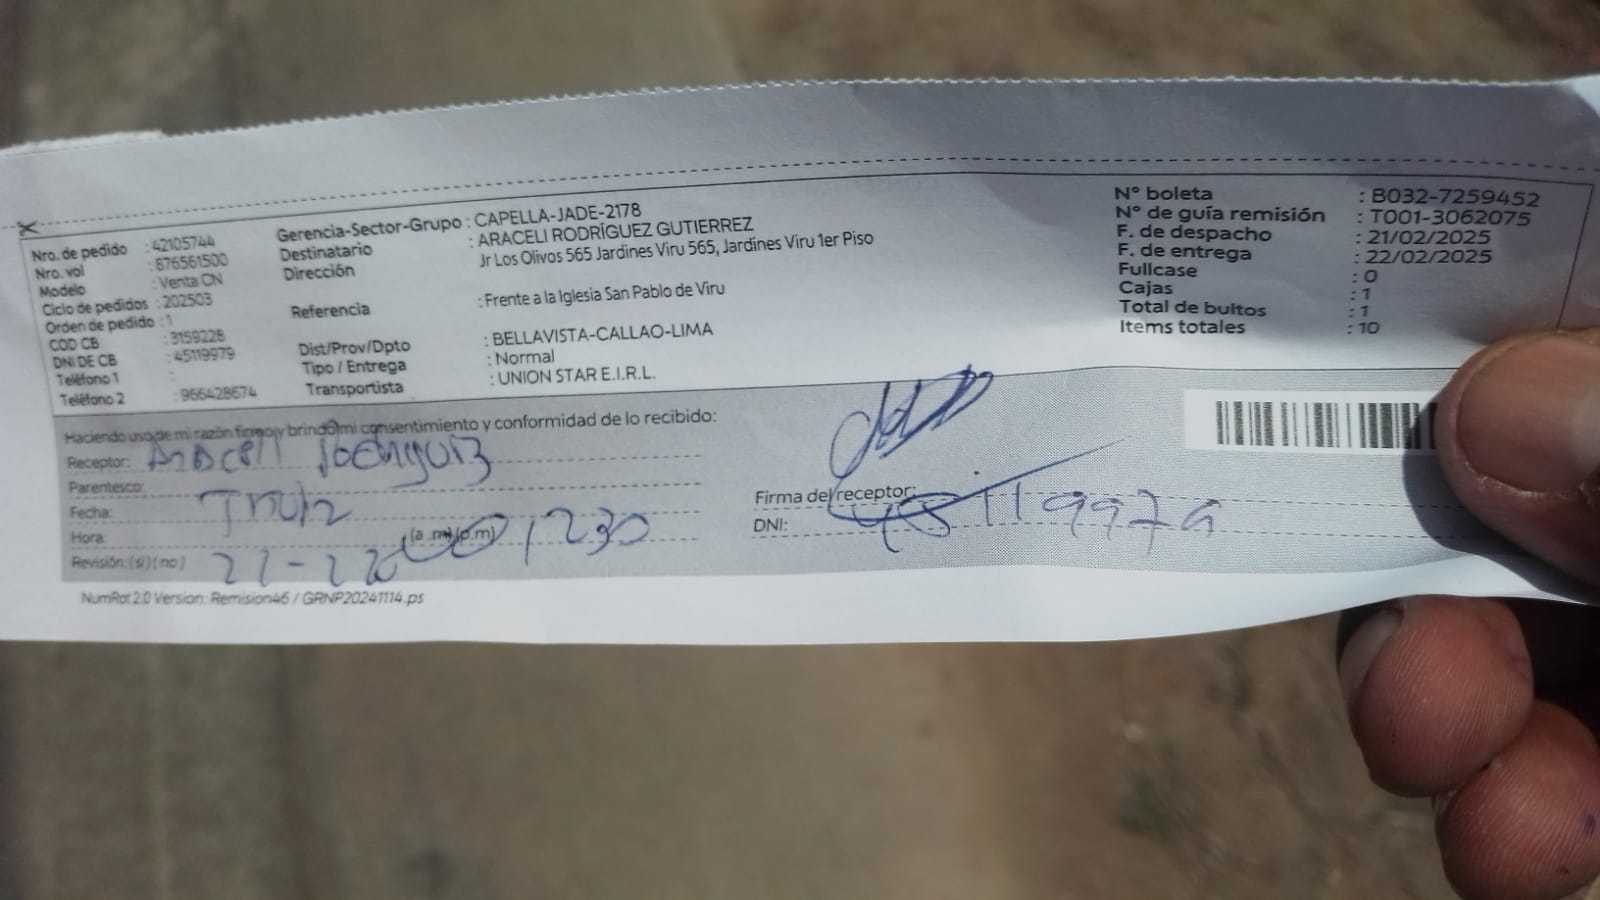 Nro. de pedido : 42105744
Nro. vol : 876561500
Modelo : Venta CN
Ciclo de pedidos : 202503
Orden de pedido : 1
COD CB : 3159228
DNI DE CB : 45119979
Teléfono 1 :
Teléfono 2 : 966428674
Gerencia-Sector-Grupo : CAPELLA-JADE-2178
Destinatario : ARACELI RODRÍGUEZ GUTIERREZ
Dirección : Jr Los Olivos 565 Jardines Viru 565, Jardines Viru 1er Piso
Referencia : Frente a la Iglesia San Pablo de Viru
Dist/Prov/Dpto : BELLAVISTA-CALLAO-LIMA
Tipo / Entrega : Normal
Transportista : UNION STAR E.I.R.L.
N° boleta : B032-7259452
N° de guía remisión : T001-3062075
F. de despacho : 21/02/2025
F. de entrega : 22/02/2025
Fullcase : 0
Cajas : 1
Total de bultos : 1
Items totales : 10
Haciendo uso de mi razón firmo y brindo mi consentimiento y conformidad de lo recibido:
Receptor: Araceli Rodriguez
Parentesco:
Fecha:
Hora: (a.m) (p.m) 1230
Revisión: (si) (no)
Firma del receptor:
DNI: 45119979
NumRot 2.0 Version: Remision46 / GRNP20241114.ps